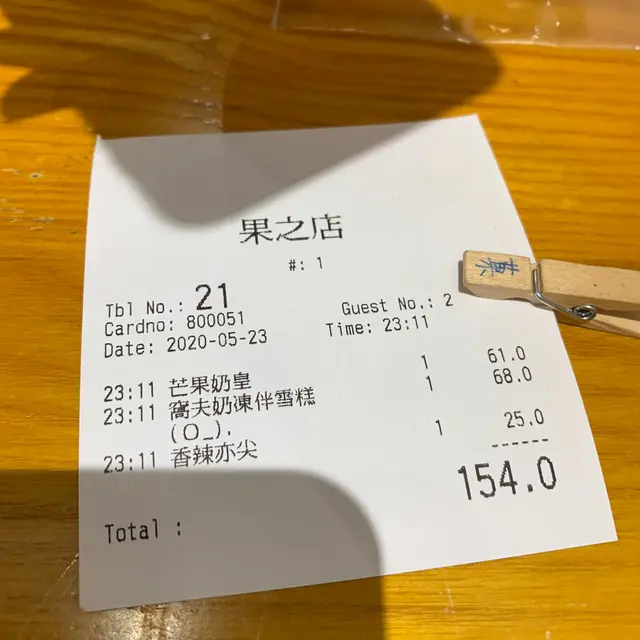 果之店
#: 1
Tbl No.: 21 Guest No.: 2
Cardno: 800051 Time: 23:11
Date: 2020-05-23
23:11 芒果奶皇 1 61.0
23:11 窩夫奶凍伴雪糕 1 68.0
(O_).
23:11 香辣亦尖 1 25.0
------
Total : 154.0